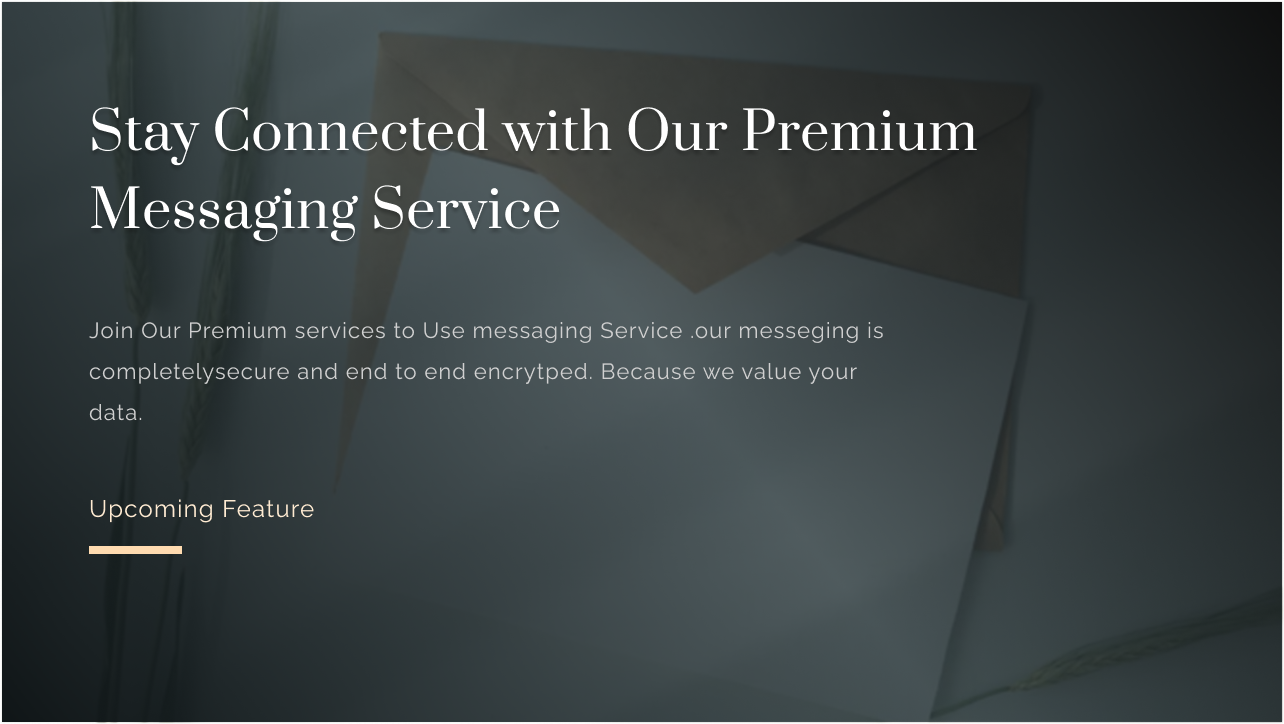 Stay Connected with Our Premium
Messaging Service
Join Our Premium services to Use messaging Service .our messeging is
completelysecure and end to end encrytped. Because we value your
data.
Upcoming Feature